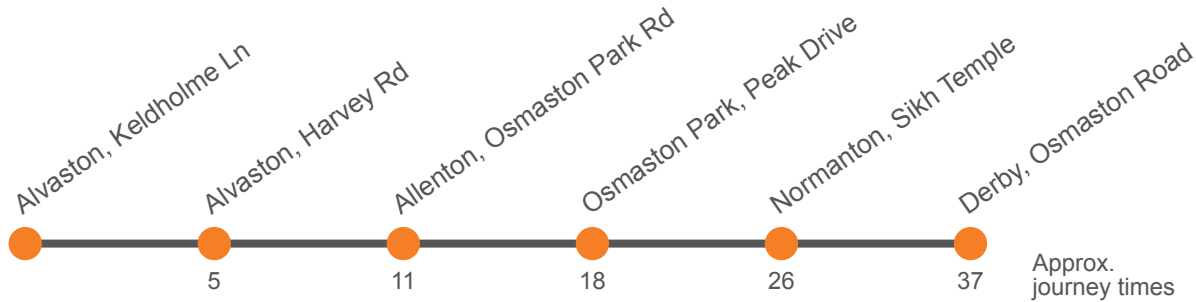 Alvaston, Keldholme Ln
Alvaston, Harvey Rd
Allenton, Osmaston Park Rd
Osmaston Park, Peak Drive
Normanton, Sikh Temple
Derby, Osmaston Road
5
11
18
26
37
Approx.
journey times